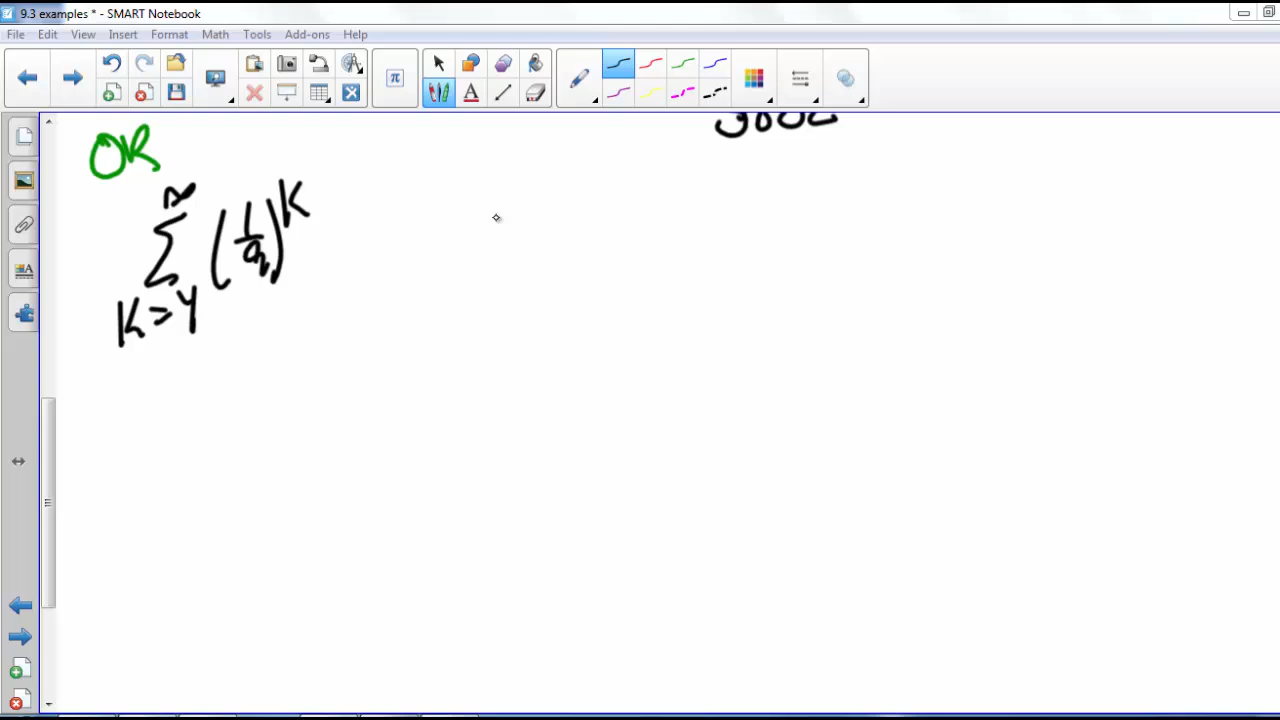 9.3 examples * - SMART Notebook
File Edit View Insert Format Math Tools Add-ons Help
π A
OR
∞
∑ (1/9)^K
K=4